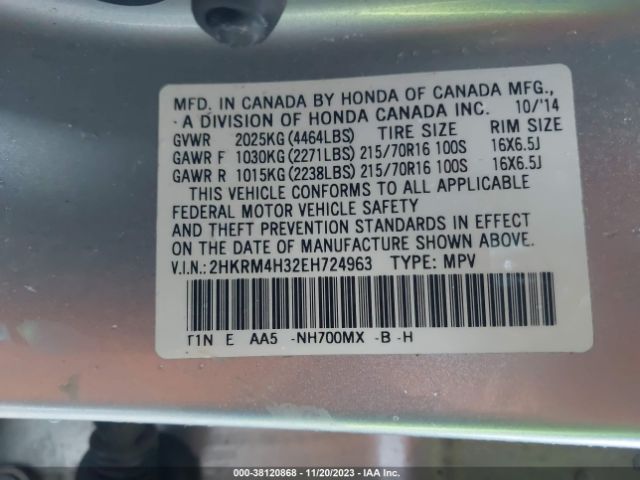 MFD. IN CANADA BY HONDA OF CANADA MFG.,
A DIVISION OF HONDA CANADA INC. 10/'14
GVWR 2025KG (4464LBS) TIRE SIZE RIM SIZE
GAWR F 1030KG (2271LBS) 215/70R16 100S 16X6.5J
GAWR R 1015KG (2238LBS) 215/70R16 100S 16X6.5J
THIS VEHICLE CONFORMS TO ALL APPLICABLE
FEDERAL MOTOR VEHICLE SAFETY
AND THEFT PREVENTION STANDARDS IN EFFECT
ON THE DATE OF MANUFACTURE SHOWN ABOVE.
V.I.N.: 2HKRM4H32EH724963 TYPE: MPV
T1N E AA5 -NH700MX -B -H
000-38120868 - 11/20/2023 - IAA Inc.